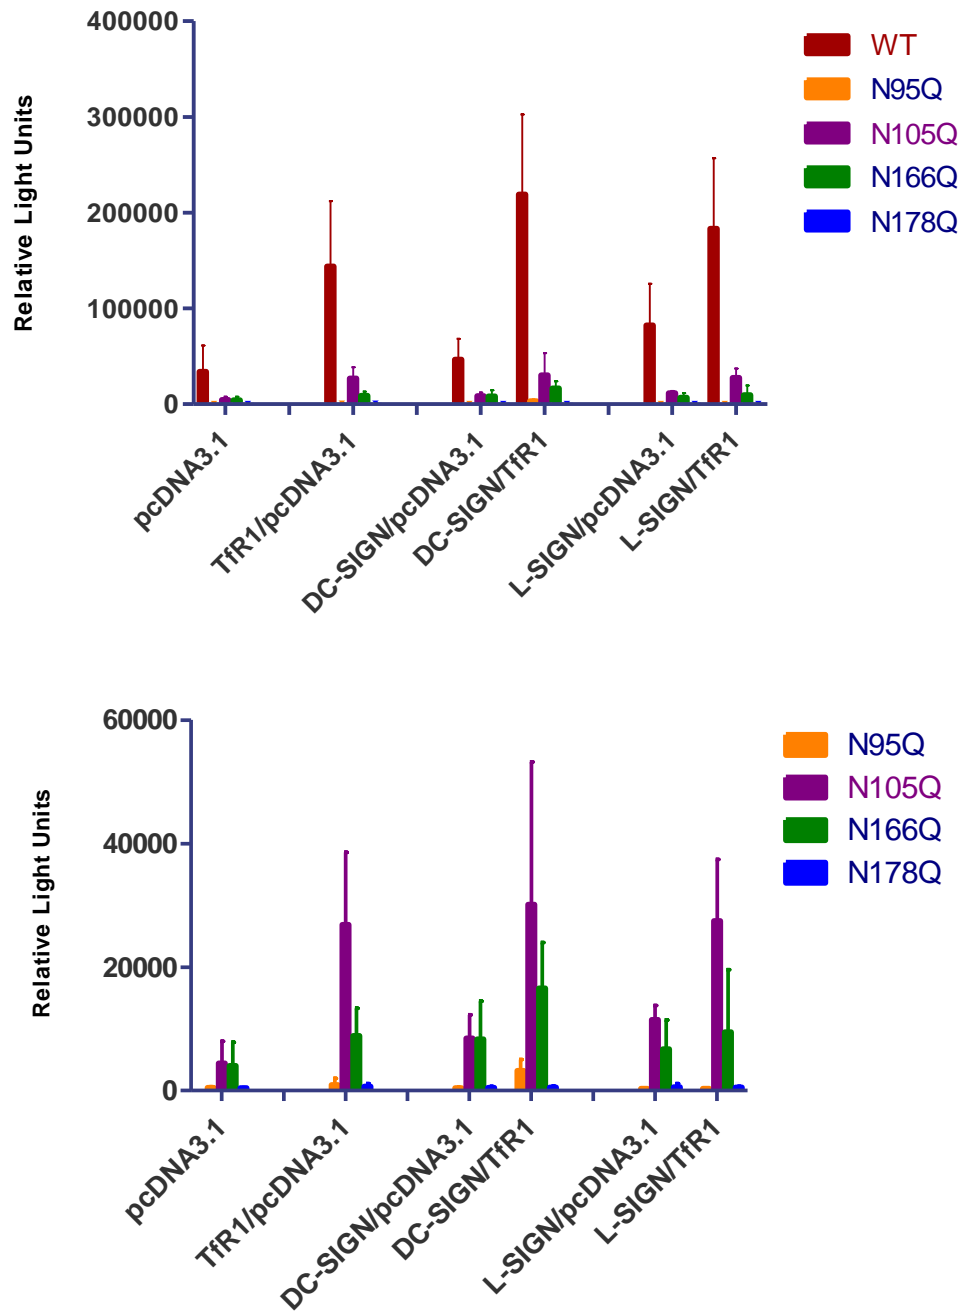 400000
300000
200000
100000
0
Relative Light Units
WT
N95Q
N105Q
N166Q
N178Q
pcDNA3.1
TfR1/pcDNA3.1
DC-SIGN/pcDNA3.1
DC-SIGN/TfR1
L-SIGN/pcDNA3.1
L-SIGN/TfR1
60000
40000
20000
0
Relative Light Units
N95Q
N105Q
N166Q
N178Q
pcDNA3.1
TfR1/pcDNA3.1
DC-SIGN/pcDNA3.1
DC-SIGN/TfR1
L-SIGN/pcDNA3.1
L-SIGN/TfR1